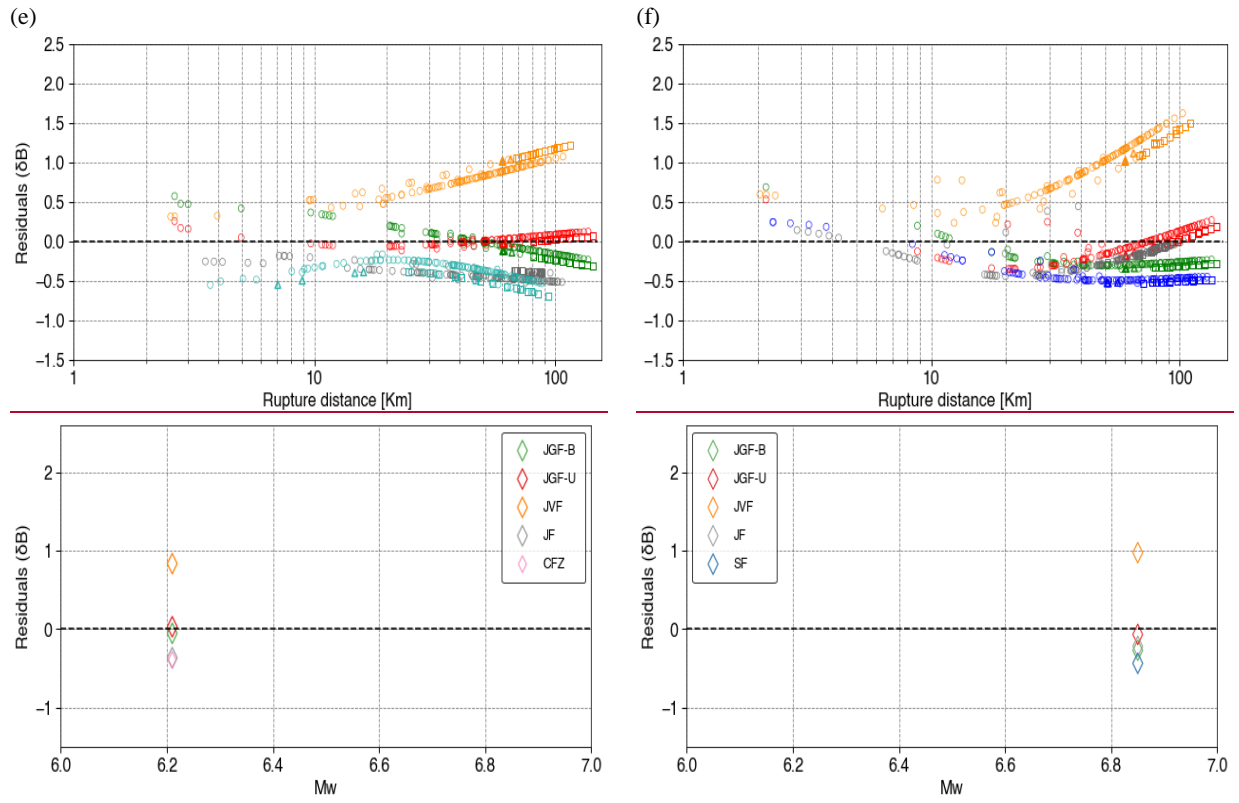 (e)
(f)
2.5
2.0
1.5
1.0
0.5
0.0
−0.5
−1.0
−1.5
Residuals (δB)
1
10
100
Rupture distance [Km]
2.5
2.0
1.5
1.0
0.5
0.0
−0.5
−1.0
−1.5
Residuals (δB)
1
10
100
Rupture distance [Km]
2
1
0
−1
Residuals (δB)
JGF-B
JGF-U
JVF
JF
CFZ
6.0
6.2
6.4
6.6
6.8
7.0
Mw
2
1
0
−1
Residuals (δB)
JGF-B
JGF-U
JVF
JF
SF
6.0
6.2
6.4
6.6
6.8
7.0
Mw